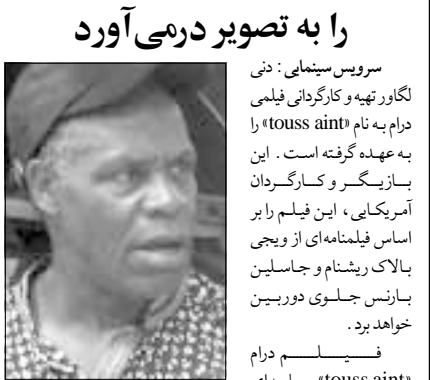 را به تصویر درمی‌آورد
سرویس سینمایی : دنی
لگاور تهیه و کارگردانی فیلمی
درام به نام «touss aint» را
به عهده گرفته است . این
بازیگر و کارگردان
آمریکایی ، این فیلم را بر
اساس فیلمنامه‌ای از ویجی
بالاک ریشنام و جاسلین
بارنس جلوی دوربین
خواهد برد .
فیلم درام
«touss aint»